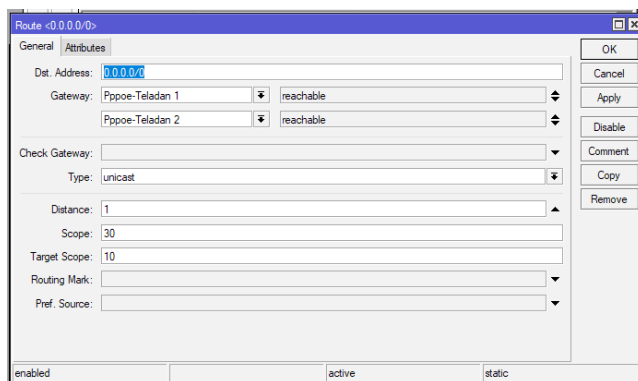 Route <0.0.0.0/0>
General Attributes
Dst. Address: 0.0.0.0/0
Gateway: Pppoe-Teladan 1 reachable
Pppoe-Teladan 2 reachable
Check Gateway:
Type: unicast
Distance: 1
Scope: 30
Target Scope: 10
Routing Mark:
Pref. Source:
OK
Cancel
Apply
Disable
Comment
Copy
Remove
enabled active static